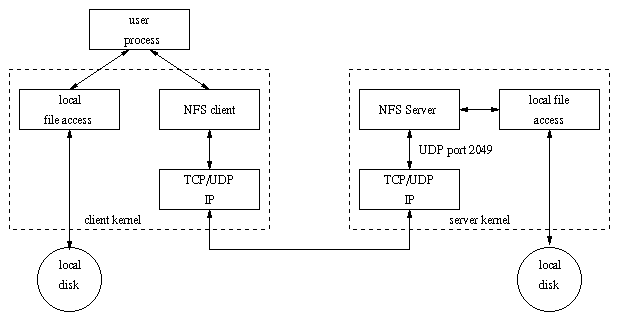 user
process
local
file access
NFS client
NFS Server
local file
access
UDP port 2049
TCP/UDP
IP
TCP/UDP
IP
client kernel
server kernel
local
disk
local
disk